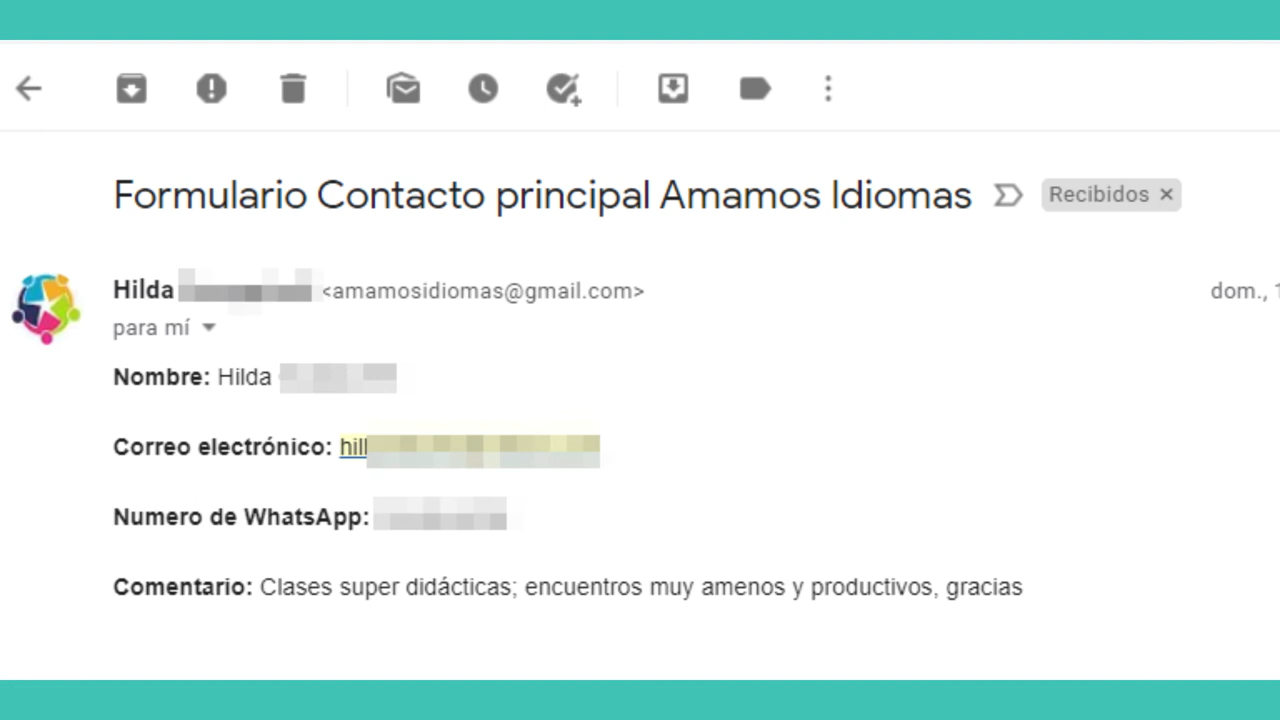 Formulario Contacto principal Amamos Idiomas Recibidos ×
Hilda <amamosidiomas@gmail.com> dom., 1
para mí
Nombre: Hilda
Correo electrónico: hill
Numero de WhatsApp:
Comentario: Clases super didácticas; encuentros muy amenos y productivos, gracias